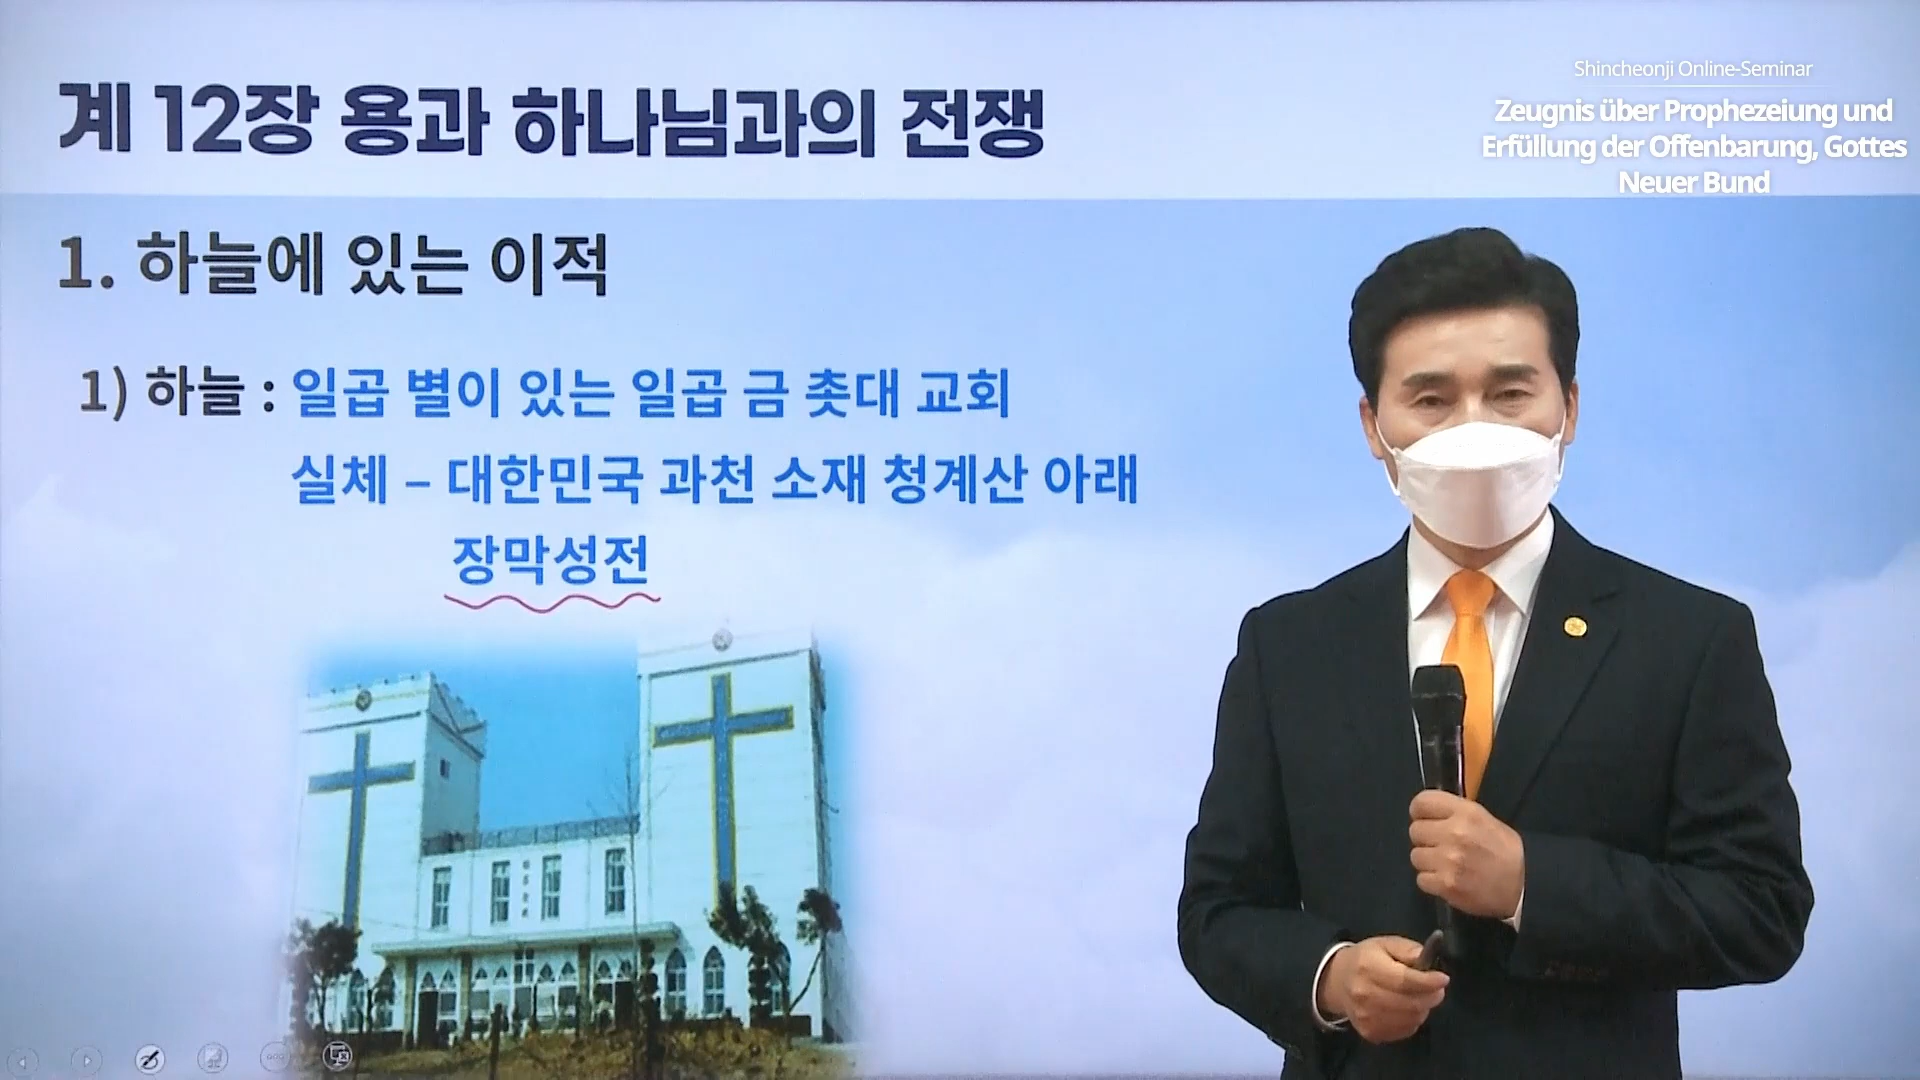 계 12장 용과 하나님과의 전쟁
Shincheonji Online-Seminar
Zeugnis über Prophezeiung und
Erfüllung der Offenbarung, Gottes
Neuer Bund
1. 하늘에 있는 이적
1) 하늘 : 일곱 별이 있는 일곱 금 촛대 교회
실체 – 대한민국 과천 소재 청계산 아래
장막성전